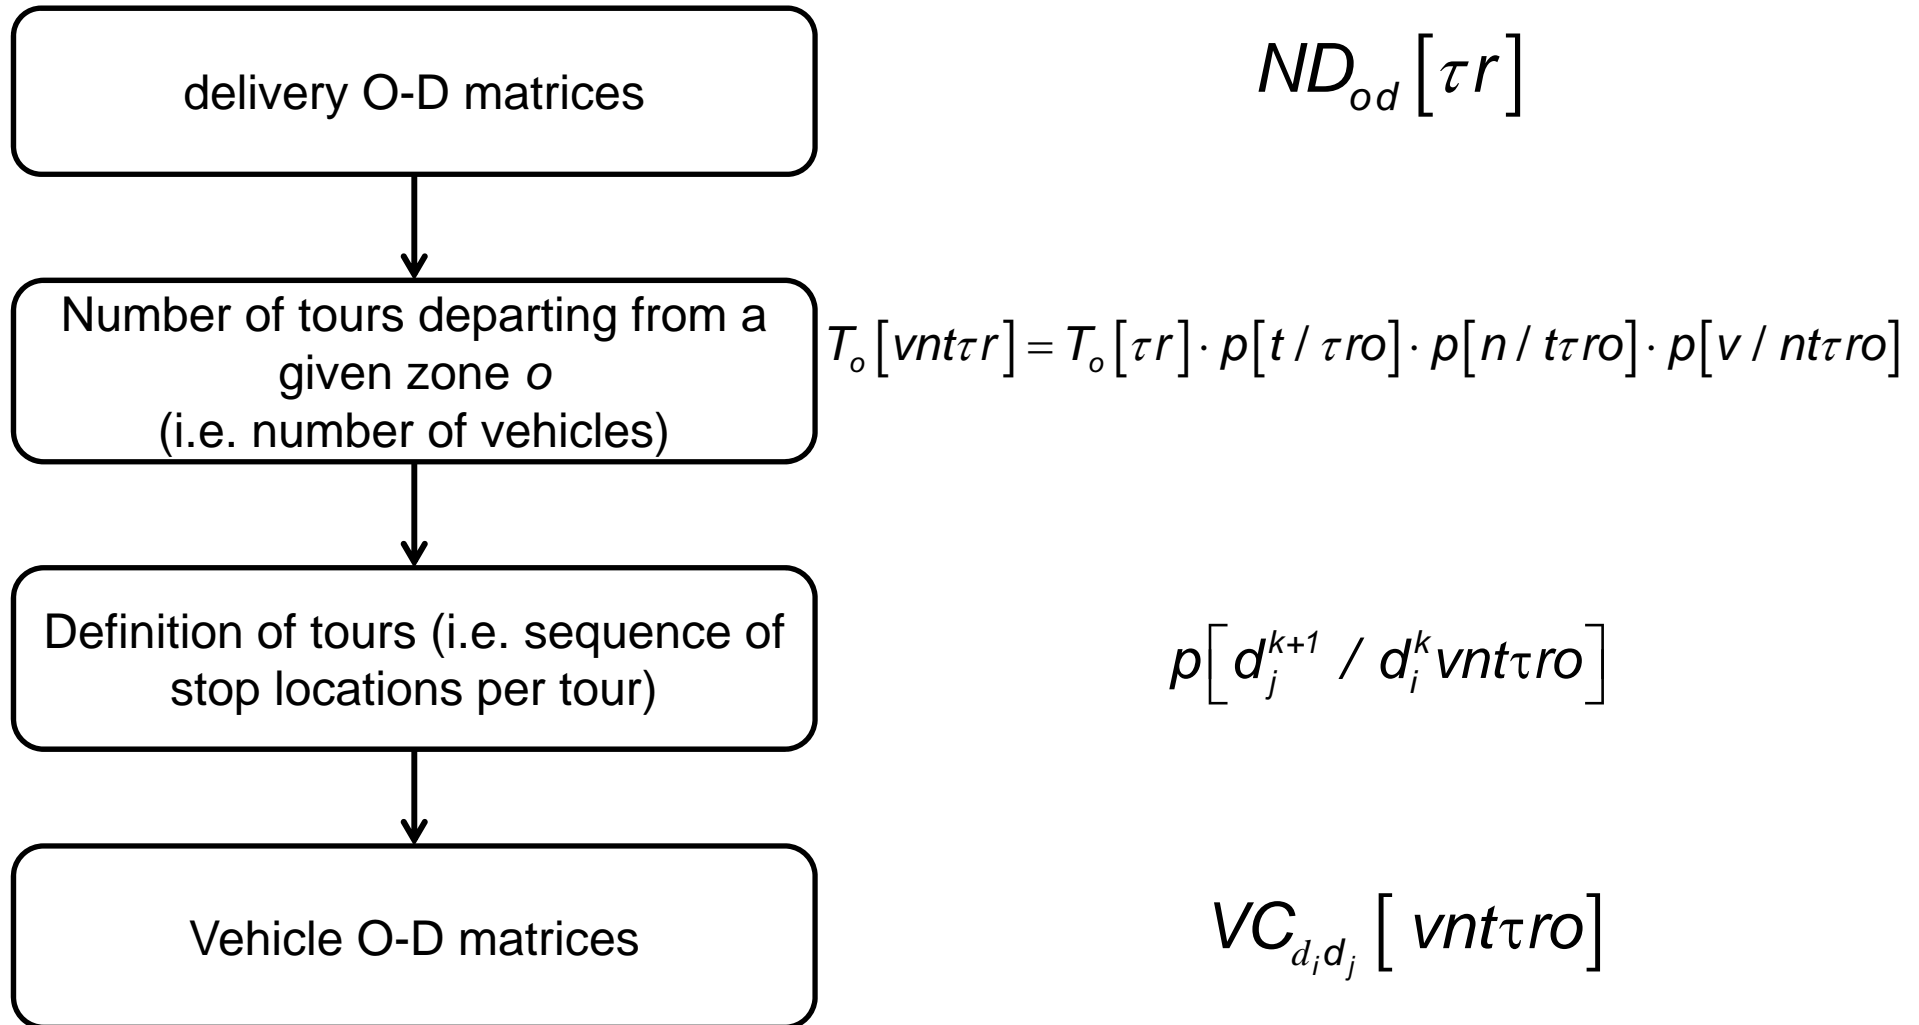 delivery O-D matrices
ND_{od} [τr]
Number of tours departing from a
given zone o
(i.e. number of vehicles)
T_o [vntτr] = T_o [τr] · p[t / τro] · p[n / tτro] · p[v / ntτro]
Definition of tours (i.e. sequence of
stop locations per tour)
p[d_j^{k+1} / d_i^k vntτro]
Vehicle O-D matrices
VC_{d_i d_j} [ vntτro]